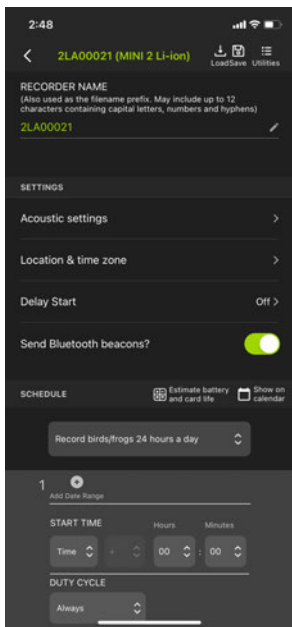 2:48
2LA00021 (MINI 2 Li-ion)
Load Save Utilities
RECORDER NAME
(Also used as the filename prefix. May include up to 12
characters containing capital letters, numbers and hyphens)
2LA00021
SETTINGS
Acoustic settings
Location & time zone
Delay Start Off
Send Bluetooth beacons?
SCHEDULE
Estimate battery
and card life
Show on
calendar
Record birds/frogs 24 hours a day
1
Add Date Range
START TIME Hours Minutes
Time + 00 : 00
DUTY CYCLE
Always